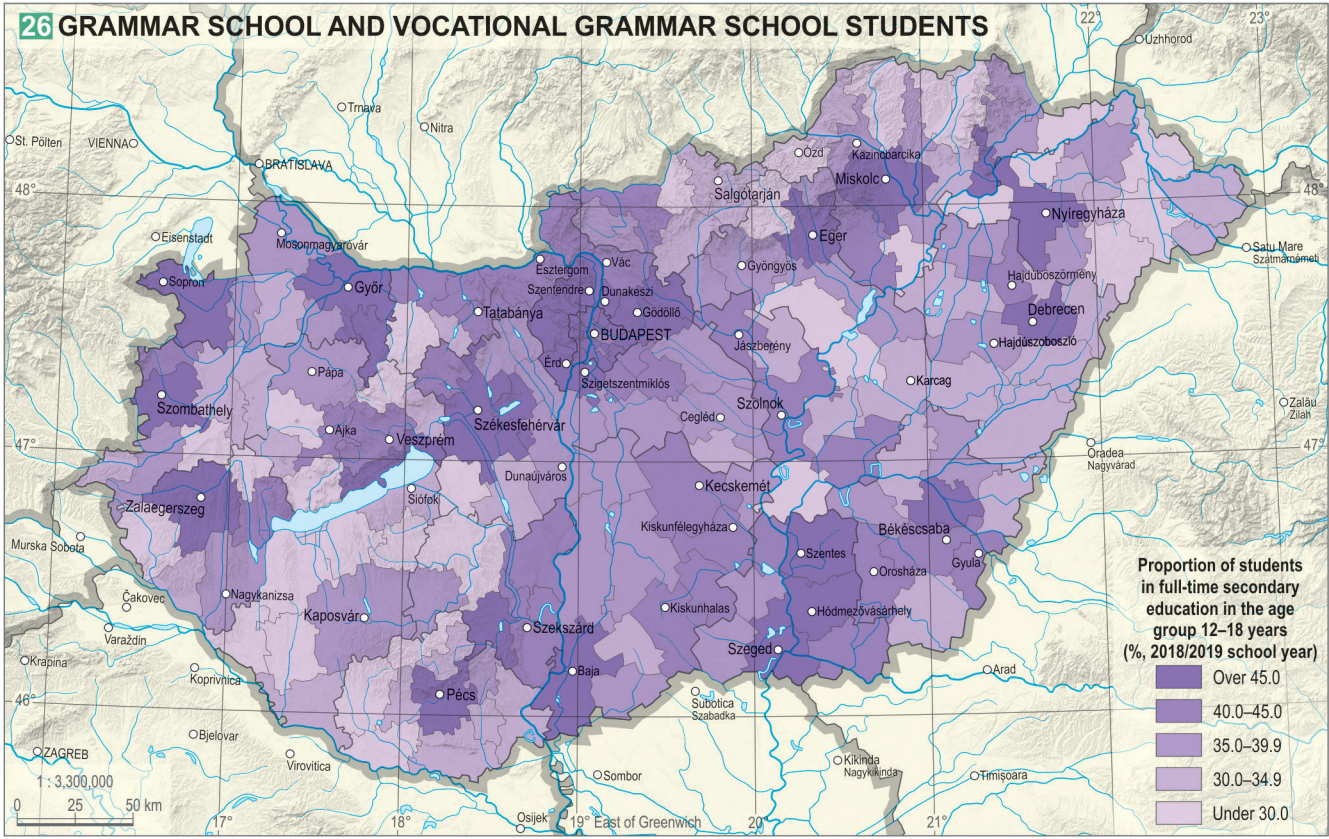 26 GRAMMAR SCHOOL AND VOCATIONAL GRAMMAR SCHOOL STUDENTS
22°
23°
Uzhhorod
Trnava
Nitra
St. Pölten
VIENNA
BRATISLAVA
Ózd
Kazincbarcika
Miskolc
48°
Salgótarján
48°
Nyíregyháza
Eisenstadt
Mosonmagyaróvár
Eger
Satu Mare
Szatmárnémeti
Sopron
Győr
Esztergom
Vác
Gyöngyös
Szentendre
Dunakeszi
Hajdúböszörmény
Tatabánya
Gödöllő
Debrecen
BUDAPEST
Jászberény
Hajdúszoboszló
Érd
Pápa
Szigetszentmiklós
Karcag
Szombathely
Székesfehérvár
Cegléd
Szolnok
Zalău
Zilah
Ajka
Veszprém
47°
47°
Oradea
Nagyvárad
Dunaújváros
Siófok
Kecskemét
Zalaegerszeg
Kiskunfélegyháza
Békéscsaba
Murska Sobota
Szentes
Gyula
Orosháza
Nagykanizsa
Čakovec
Kaposvár
Kiskunhalas
Hódmezővásárhely
Varaždin
Szekszárd
Szeged
Krapina
Koprivnica
Baja
Arad
46°
Pécs
46°
Subotica
Szabadka
Bjelovar
ZAGREB
Virovitica
Kikinda
Nagykikinda
Sombor
Timișoara
Osijek
Proportion of students
in full-time secondary
education in the age
group 12–18 years
(%, 2018/2019 school year)
Over 45.0
40.0–45.0
35.0–39.9
30.0–34.9
Under 30.0
1 : 3,300,000
0 25 50 km
17° 18° 19° East of Greenwich 20° 21°